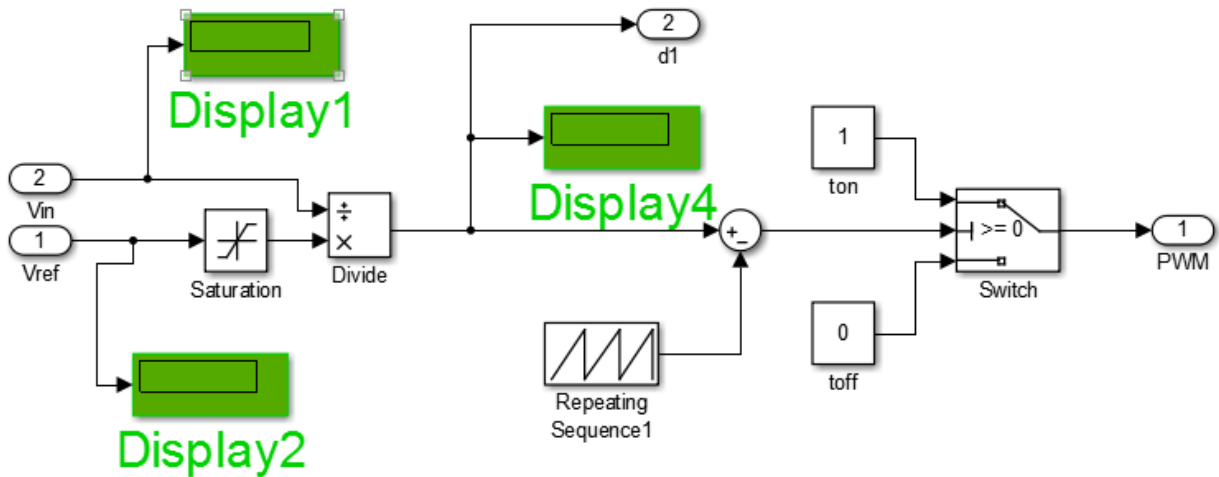 2
d1
Display1
1
ton
Display4
2
Vin
÷
×
Divide
1
Vref
Saturation
+
−
>= 0
Switch
1
PWM
0
toff
Repeating
Sequence1
Display2